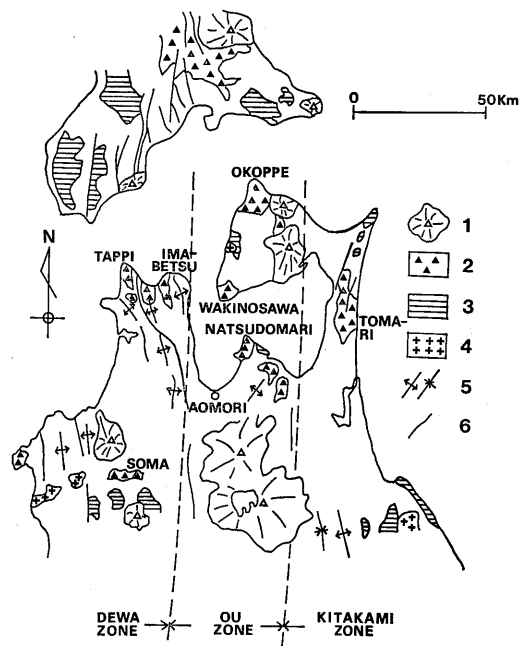 0 50Km
OKOPPE
N
1
TAPPI
IMA-
BETSU
2
WAKINOSAWA
NATSUDOMARI
3
TOMA-
RI
4
AOMORI
5
6
SOMA
DEWA
ZONE
OU
ZONE
KITAKAMI
ZONE